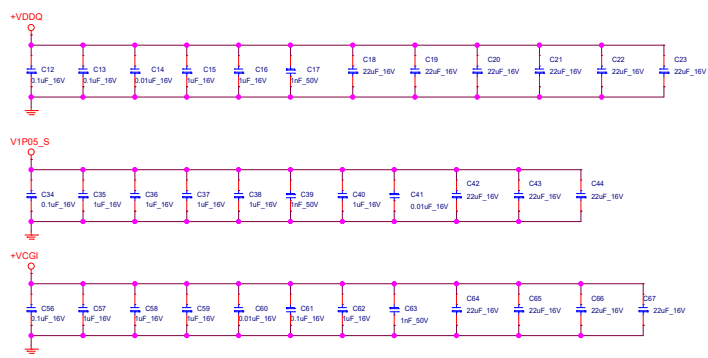 +VDDQ
C12 C13 C14 C15 C16 C17 C18 C19 C20 C21 C22 C23
0.1uF_16V 0.1uF_16V 0.01uF_16V 1uF_16V 1uF_16V 1nF_50V 22uF_16V 22uF_16V 22uF_16V 22uF_16V 22uF_16V 22uF_16V
V1P05_S
C34 C35 C36 C37 C38 C39 C40 C41 C42 C43 C44
0.1uF_16V 1uF_16V 1uF_16V 1uF_16V 1uF_16V 1nF_50V 1uF_16V 0.01uF_16V 22uF_16V 22uF_16V 22uF_16V
+VCGI
C56 C57 C58 C59 C60 C61 C62 C63 C64 C65 C66 C67
0.1uF_16V 1uF_16V 1uF_16V 1uF_16V 0.01uF_16V 0.1uF_16V 1uF_16V 1nF_50V 22uF_16V 22uF_16V 22uF_16V 22uF_16V